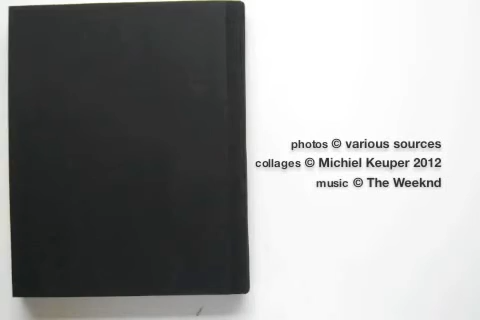 photos © various sources
collages © Michiel Keuper 2012
music © The Weeknd